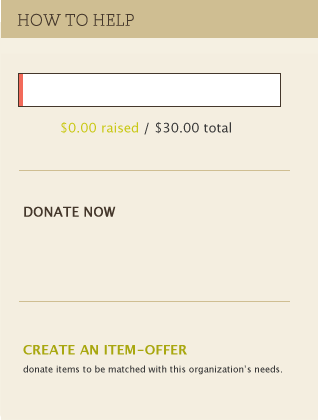 HOW TO HELP
$0.00 raised / $30.00 total
DONATE NOW
CREATE AN ITEM-OFFER
donate items to be matched with this organization's needs.